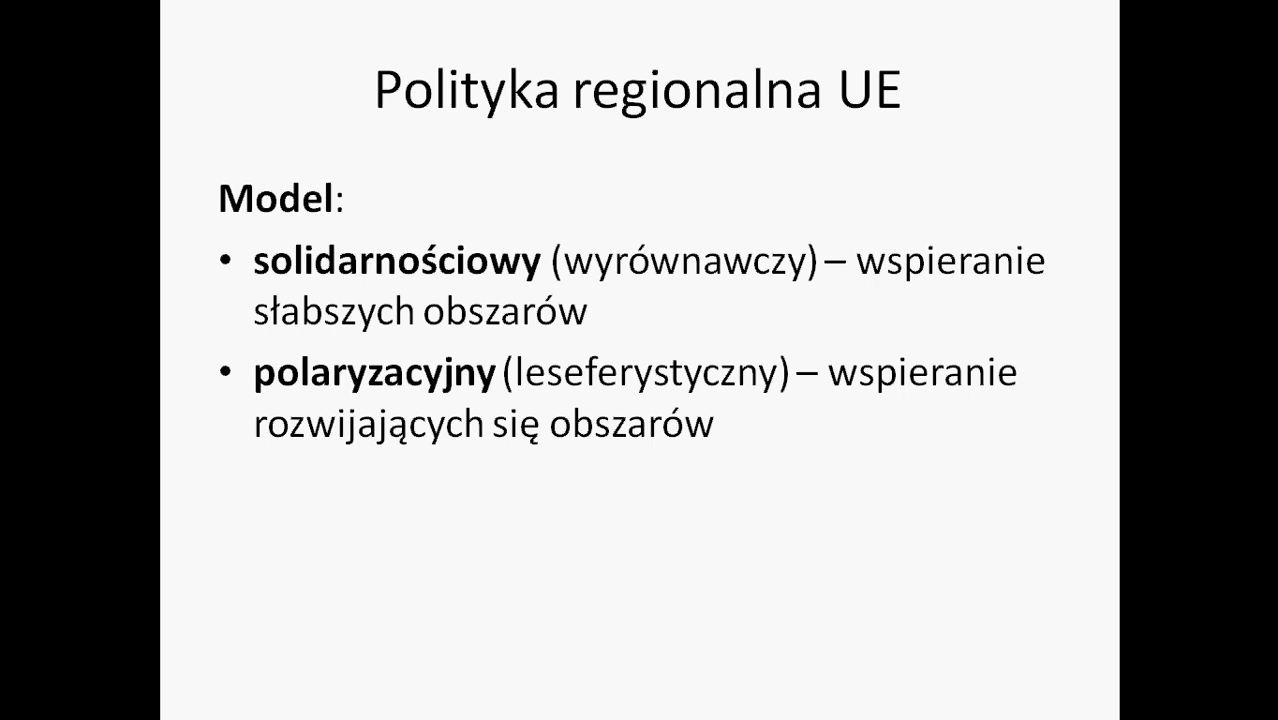 Polityka regionalna UE
Model:
• solidarnościowy (wyrównawczy) – wspieranie
słabszych obszarów
• polaryzacyjny (leseferystyczny) – wspieranie
rozwijających się obszarów